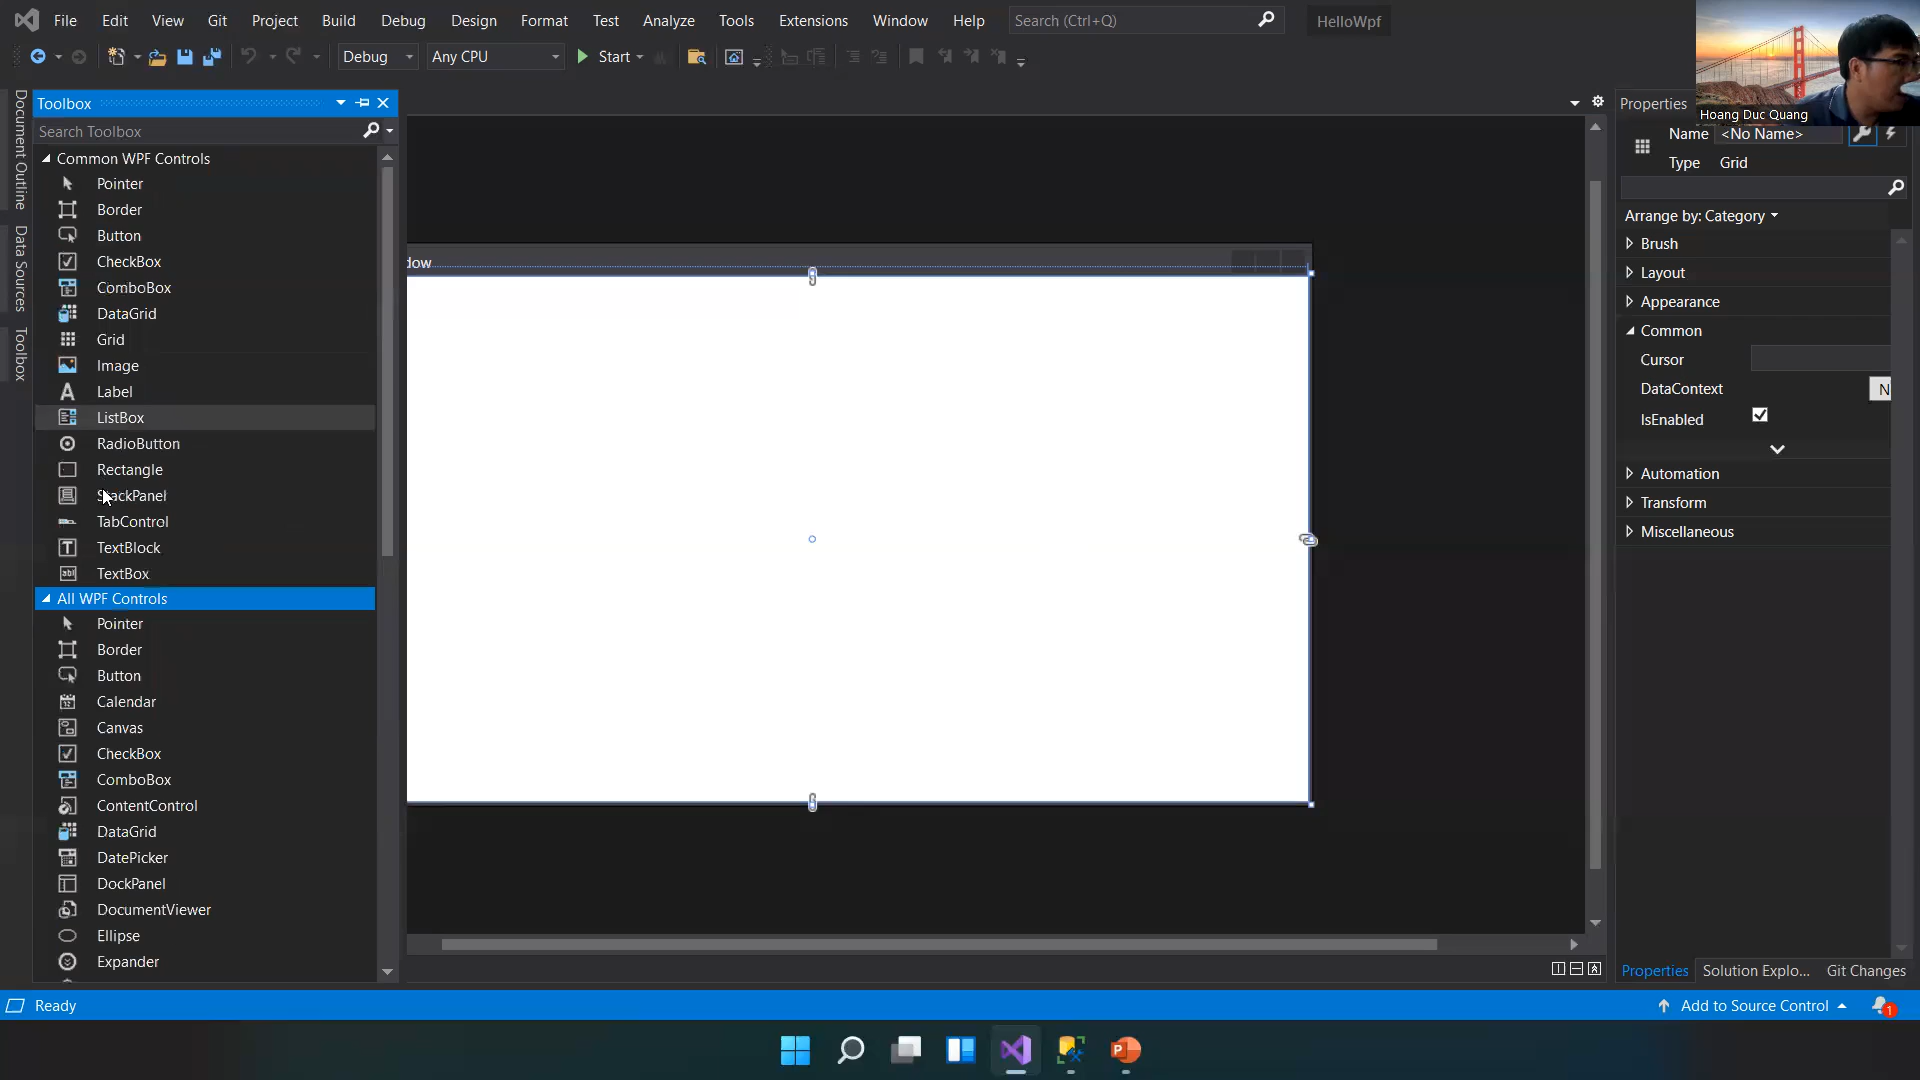 File Edit View Git Project Build Debug Design Format Test Analyze Tools Extensions Window Help Search (Ctrl+Q) HelloWpf
Debug Any CPU Start
Hoang Duc Quang
Document Outline
Data Sources
Toolbox
Toolbox
Search Toolbox
Common WPF Controls
Pointer
Border
Button
CheckBox
ComboBox
DataGrid
Grid
Image
Label
ListBox
RadioButton
Rectangle
StackPanel
TabControl
TextBlock
TextBox
All WPF Controls
Pointer
Border
Button
Calendar
Canvas
CheckBox
ComboBox
ContentControl
DataGrid
DatePicker
DockPanel
DocumentViewer
Ellipse
Expander
dow
Properties
Name <No Name>
Type Grid
Arrange by: Category
Brush
Layout
Appearance
Common
Cursor
DataContext N
IsEnabled
Automation
Transform
Miscellaneous
Properties Solution Explo... Git Changes
Ready Add to Source Control 1